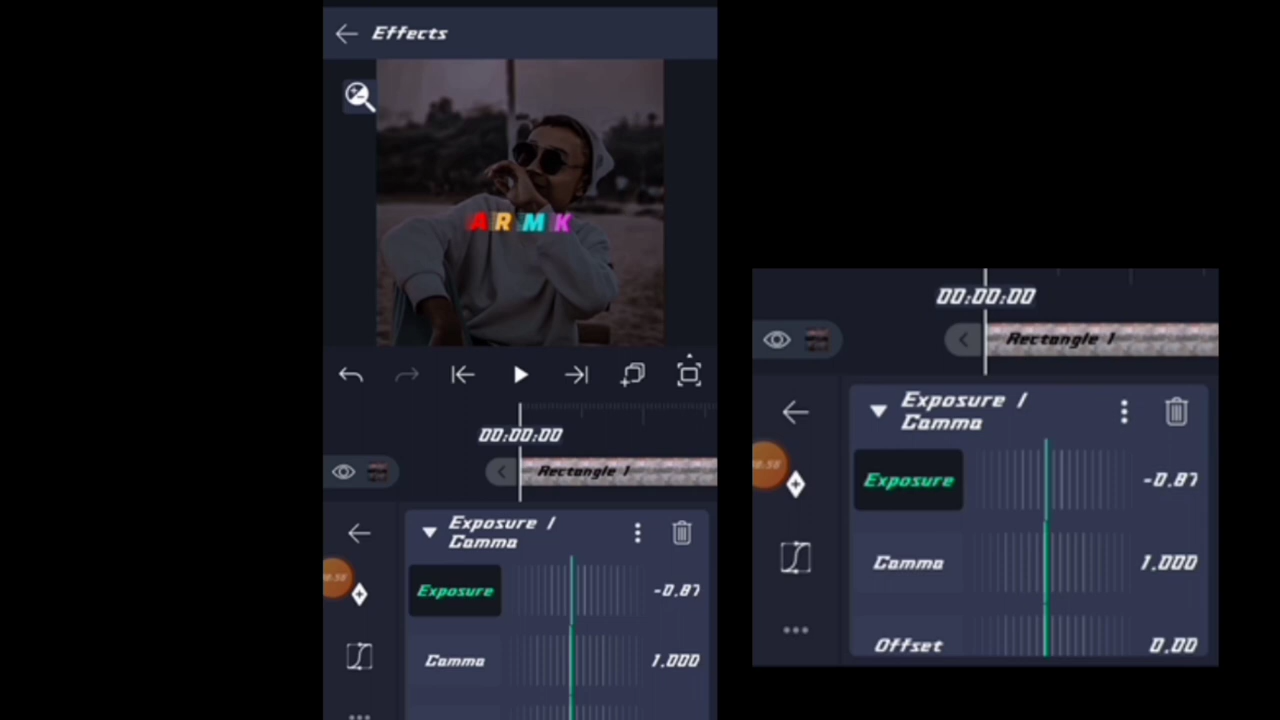 Effects
A R M K
00:00:00
Rectangle 1
Exposure /
Gamma
Exposure
-0.87
Gamma
1.000
00:00:00
Rectangle 1
Exposure /
Gamma
Exposure
-0.87
Gamma
1.000
Offset
0.00